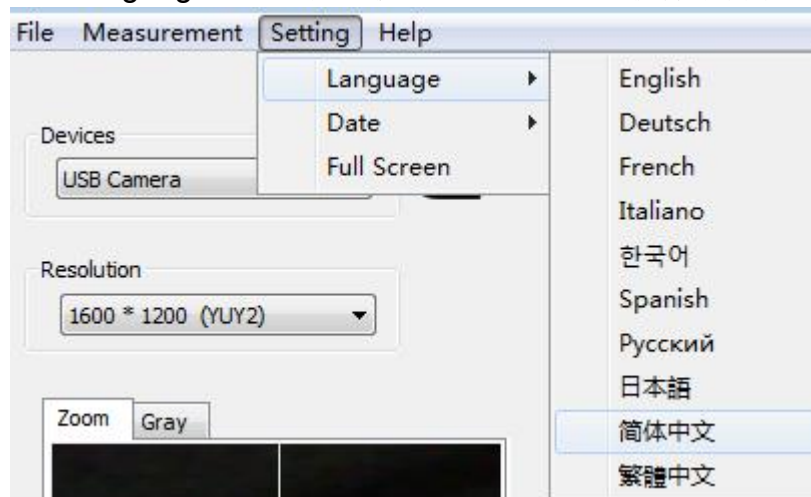 File Measurement Setting Help
Language
Date
Full Screen
English
Deutsch
French
Italiano
한국어
Spanish
Русский
日本語
简体中文
繁體中文
Devices
USB Camera
Resolution
1600 * 1200 (YUY2)
Zoom Gray